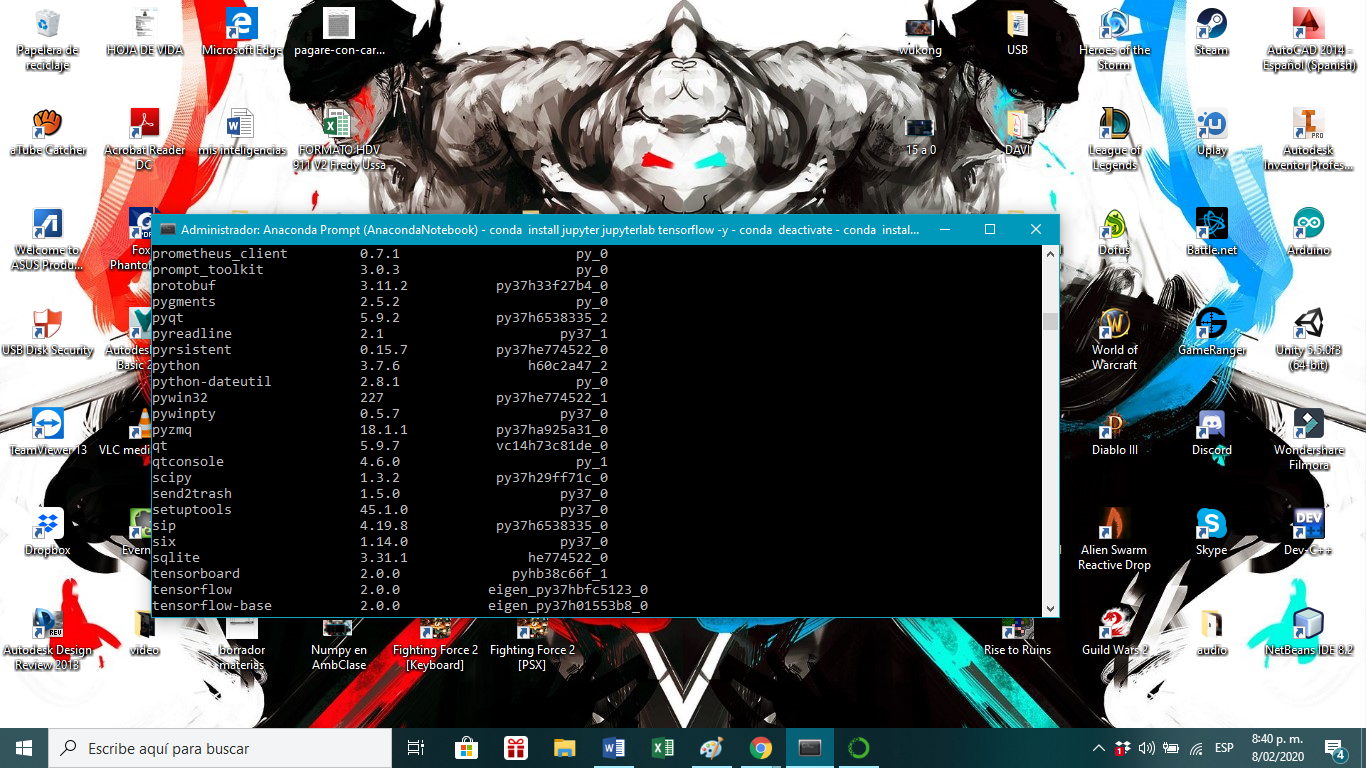 Papelera de
reciclaje
HOJA DE VIDA
Microsoft Edge
pagare-con-car...
wukong
USB
Heroes of the
Storm
Steam
AutoCAD 2014 -
Español (Spanish)
aTube Catcher
Acrobat Reader
DC
mis inteligencias
FORMATO HDV
911 V2 Fredy Ussa
15 a 0
DAVI
League of
Legends
Uplay
Autodesk
Inventor Profes...
Welcome to
ASUS Produ...
Fox
Phantof
Dofus
Battle.net
Arduino
Administrador: Anaconda Prompt (AnacondaNotebook) - conda install jupyter jupyterlab tensorflow -y - conda deactivate - conda instal...
prometheus_client 0.7.1 py_0
prompt_toolkit 3.0.3 py_0
protobuf 3.11.2 py37h33f27b4_0
pygments 2.5.2 py_0
pyqt 5.9.2 py37h6538335_2
pyreadline 2.1 py37_1
pyrsistent 0.15.7 py37he774522_0
python 3.7.6 h60c2a47_2
python-dateutil 2.8.1 py_0
pywin32 227 py37he774522_1
pywinpty 0.5.7 py37_0
pyzmq 18.1.1 py37ha925a31_0
qt 5.9.7 vc14h73c81de_0
qtconsole 4.6.0 py_1
scipy 1.3.2 py37h29ff71c_0
send2trash 1.5.0 py37_0
setuptools 45.1.0 py37_0
sip 4.19.8 py37h6538335_0
six 1.14.0 py37_0
sqlite 3.31.1 he774522_0
tensorboard 2.0.0 pyhb38c66f_1
tensorflow 2.0.0 eigen_py37hbfc5123_0
tensorflow-base 2.0.0 eigen_py37h01553b8_0
USB Disk Security
Autodes
Basic 2
World of
Warcraft
GameRanger
Unity 5.5.0f3
(64-bit)
TeamViewer 13
VLC medi
Diablo III
Discord
Wondershare
Filmora
Dropbox
Evern
Alien Swarm
Reactive Drop
Skype
DEV
Dev-C++
REV
PRO
Autodesk Design
Review 2013
video
borrador
materias
Numpy en
AmbClase
Fighting Force 2
[Keyboard]
Fighting Force 2
[PSX]
Rise to Ruins
Guild Wars 2
audio
NetBeans IDE 8.2
Escribe aquí para buscar
ESP
8:40 p. m.
8/02/2020
4